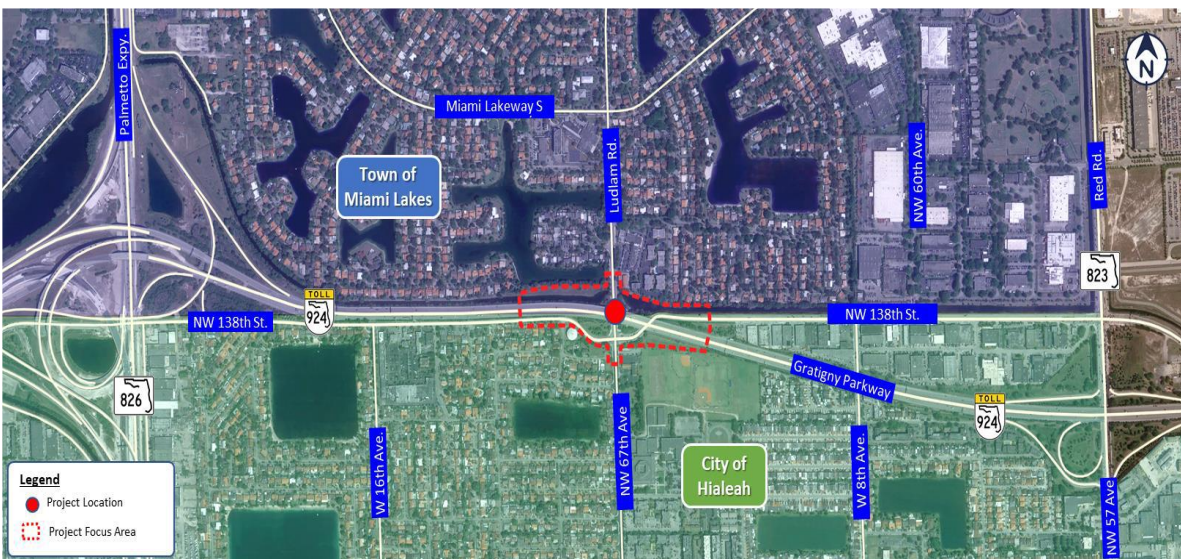 Palmetto Expy.
Miami Lakeway S
Ludlam Rd.
NW 60th Ave.
Red Rd.
N
Town of
Miami Lakes
823
TOLL
924
NW 138th St.
NW 138th St.
826
W 16th Ave.
NW 67th Ave
Gratigny Parkway
TOLL
924
City of
Hialeah
W 8th Ave.
NW 57 Ave
Legend
Project Location
Project Focus Area